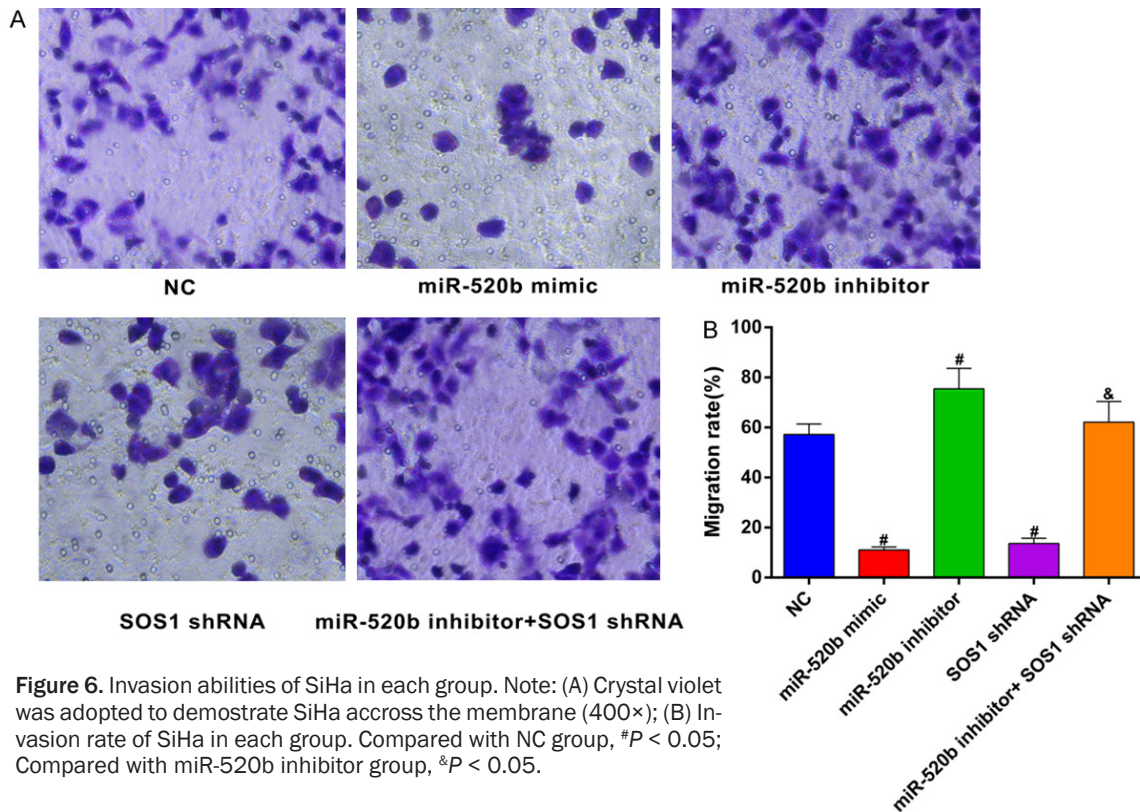 A
NC
miR-520b mimic
miR-520b inhibitor
SOS1 shRNA
miR-520b inhibitor+SOS1 shRNA
B
Migration rate(%)
100
80
60
40
20
0
#
#
#
&
NC
miR-520b mimic
miR-520b inhibitor
SOS1 shRNA
miR-520b inhibitor+ SOS1 shRNA
Figure 6. Invasion abilities of SiHa in each group. Note: (A) Crystal violet
was adopted to demostrate SiHa accross the membrane (400×); (B) In-
vasion rate of SiHa in each group. Compared with NC group, #P < 0.05;
Compared with miR-520b inhibitor group, &P < 0.05.